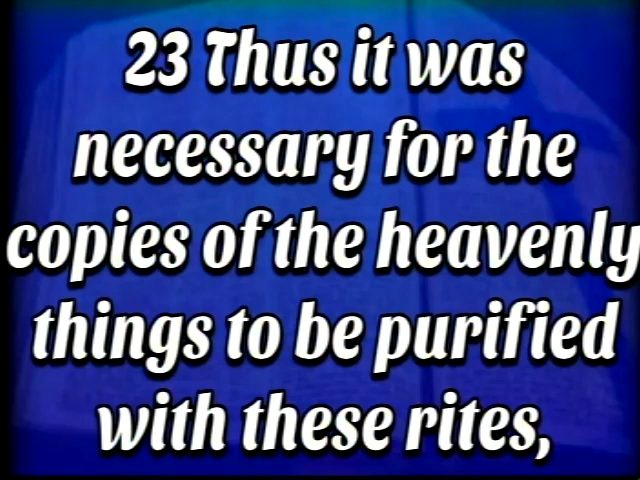 23 Thus it was
necessary for the
copies of the heavenly
things to be purified
with these rites,